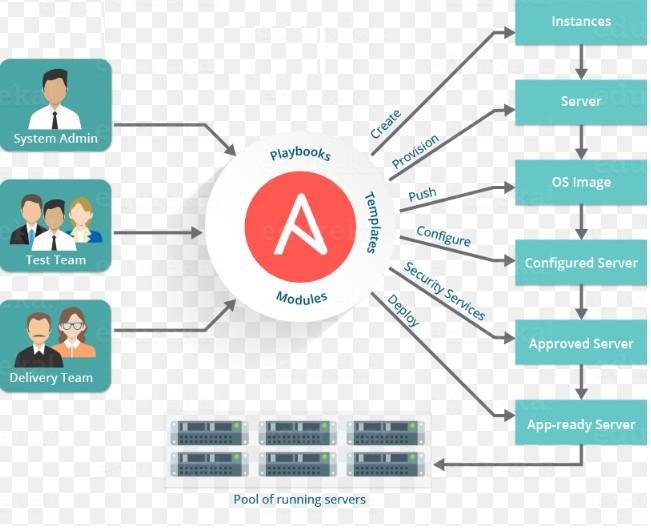 Instances
Server
OS Image
Configured Server
Approved Server
App-ready Server
System Admin
Test Team
Delivery Team
Playbooks
Templates
Modules
Create
Provision
Push
Configure
Security Services
Deploy
Pool of running servers